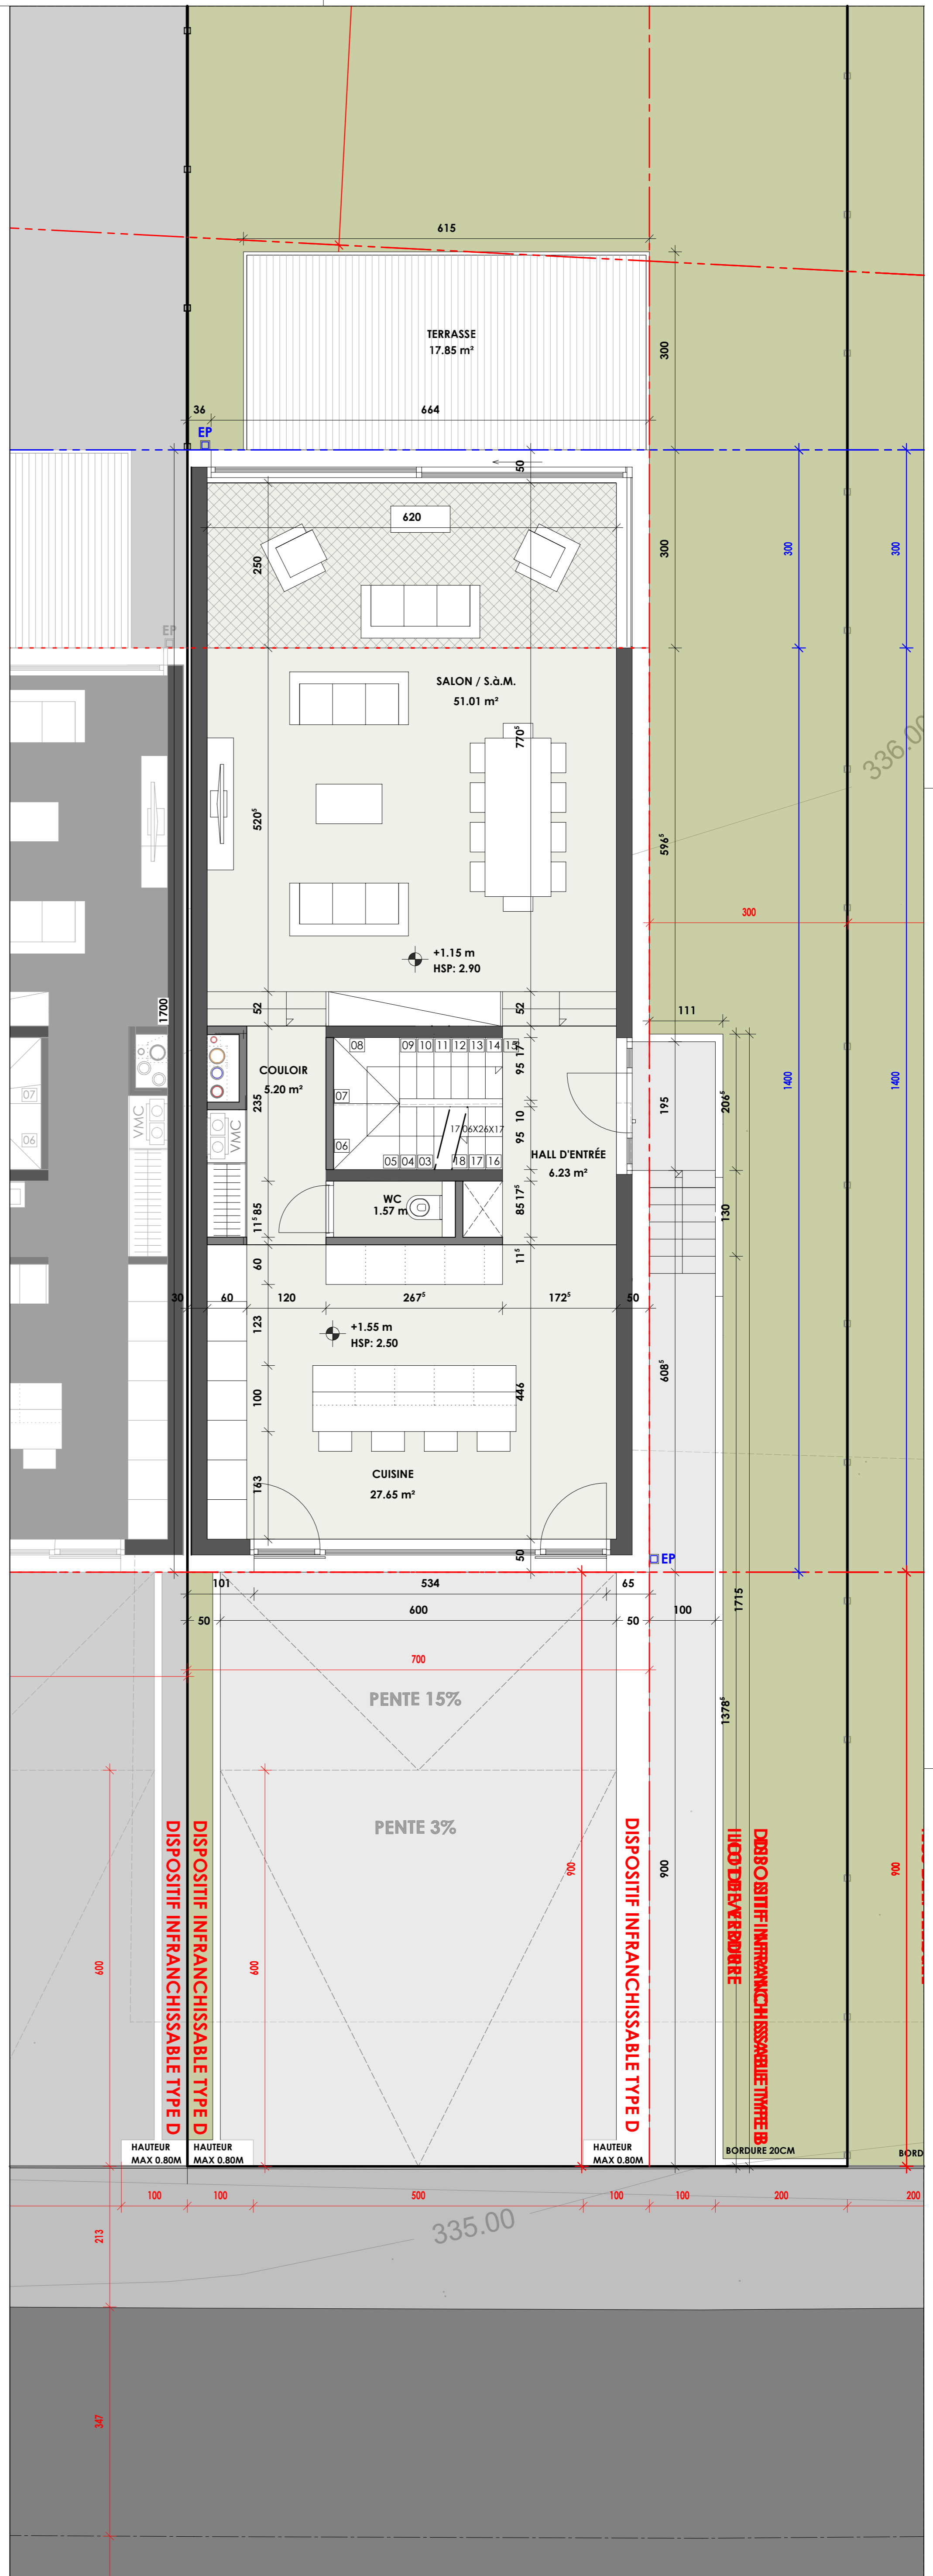 615
TERRASSE
17.85 m²
300
36
664
EP
50
620
250
300
300
300
EP
SALON / S.à.M.
51.01 m²
336.00
770⁵
520⁵
596⁵
300
+1.15 m
HSP: 2.90
1700
52
52
111
1400
1400
COULOIR
5.20 m²
235
08
09
10
11
12
13
14
15
17
95
195
206⁵
07
07
10
95
VMC
VMC
17,06X26X17
HALL D'ENTRÉE
6.23 m²
06
06
05
04
03
18
17
16
WC
1.57 m
17⁵
85
85
11⁵
130
11⁵
60
30
60
120
267⁵
172⁵
50
+1.55 m
HSP: 2.50
123
100
446
608⁵
163
CUISINE
27.65 m²
50
EP
101
534
65
50
600
50
100
1715
700
PENTE 15%
1378⁵
PENTE 3%
900
900
900
600
600
DISPOSITIF INFRANCHISSABLE TYPE D
DISPOSITIF INFRANCHISSABLE TYPE D
DISPOSITIF INFRANCHISSABLE TYPE D
HAUTEUR
MAX 0.80M
HAUTEUR
MAX 0.80M
HAUTEUR
MAX 0.80M
BORDURE 20CM
BORD
100
100
500
100
100
200
200
213
335.00
347